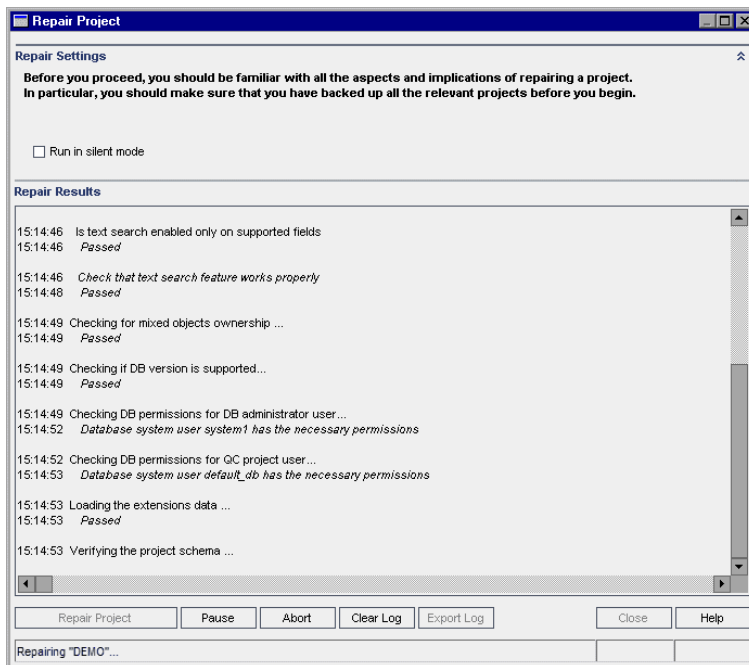 Repair Project
Repair Settings
Before you proceed, you should be familiar with all the aspects and implications of repairing a project.
In particular, you should make sure that you have backed up all the relevant projects before you begin.
Run in silent mode
Repair Results
15:14:46 Is text search enabled only on supported fields
15:14:46 Passed
15:14:46 Check that text search feature works properly
15:14:48 Passed
15:14:49 Checking for mixed objects ownership ...
15:14:49 Passed
15:14:49 Checking if DB version is supported...
15:14:49 Passed
15:14:49 Checking DB permissions for DB administrator user...
15:14:52 Database system user system1 has the necessary permissions
15:14:52 Checking DB permissions for QC project user...
15:14:53 Database system user default_db has the necessary permissions
15:14:53 Loading the extensions data ...
15:14:53 Passed
15:14:53 Verifying the project schema ...
Repair Project Pause Abort Clear Log Export Log Close Help
Repairing "DEMO"...